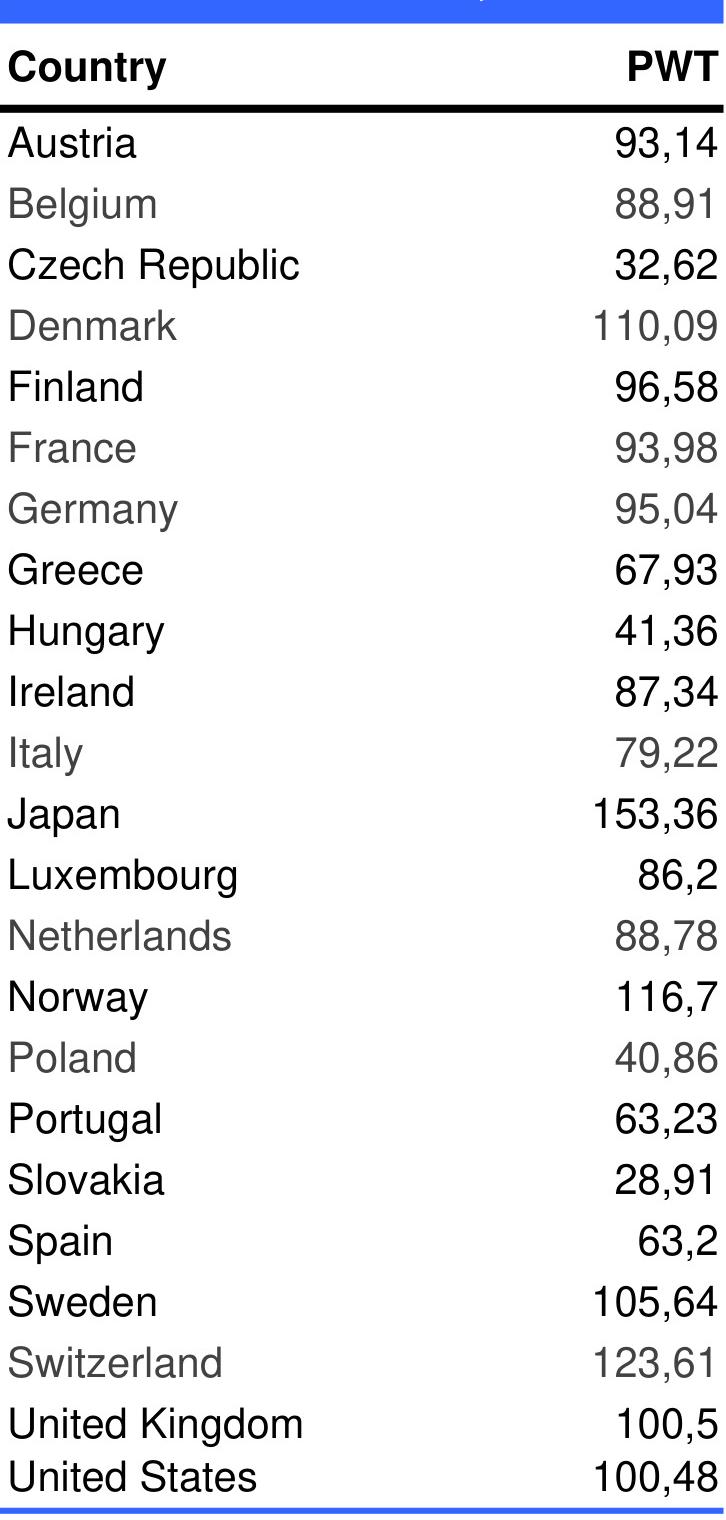 Country PWT
Austria 93,14
Belgium 88,91
Czech Republic 32,62
Denmark 110,09
Finland 96,58
France 93,98
Germany 95,04
Greece 67,93
Hungary 41,36
Ireland 87,34
Italy 79,22
Japan 153,36
Luxembourg 86,2
Netherlands 88,78
Norway 116,7
Poland 40,86
Portugal 63,23
Slovakia 28,91
Spain 63,2
Sweden 105,64
Switzerland 123,61
United Kingdom 100,5
United States 100,48